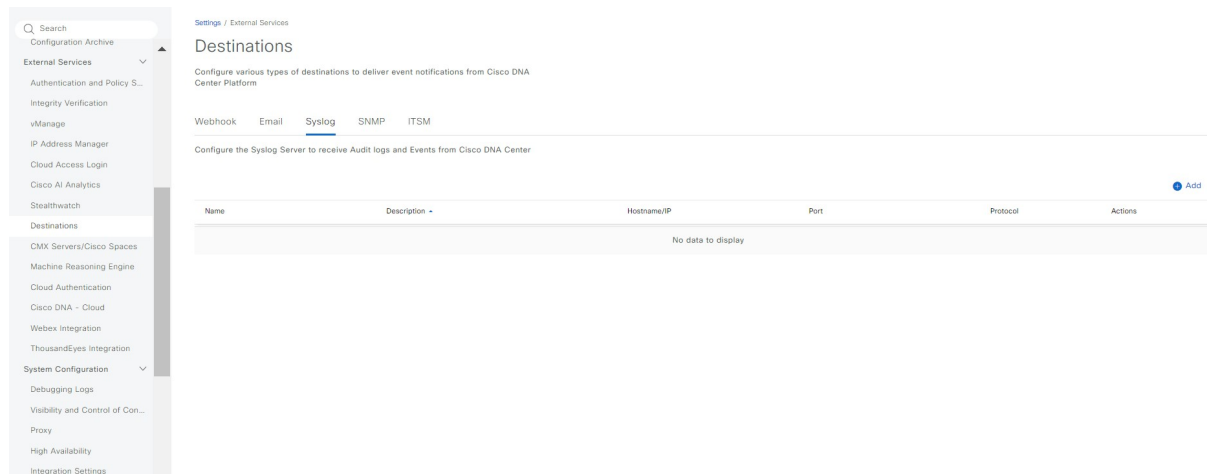 Search
Configuration Archive
External Services
Authentication and Policy S...
Integrity Verification
vManage
IP Address Manager
Cloud Access Login
Cisco AI Analytics
Stealthwatch
Destinations
CMX Servers/Cisco Spaces
Machine Reasoning Engine
Cloud Authentication
Cisco DNA - Cloud
Webex Integration
ThousandEyes Integration
System Configuration
Debugging Logs
Visibility and Control of Con...
Proxy
High Availability
Integration Settings
Settings / External Services
Destinations
Configure various types of destinations to deliver event notifications from Cisco DNA
Center Platform
Webhook Email Syslog SNMP ITSM
Configure the Syslog Server to receive Audit logs and Events from Cisco DNA Center
Add
Name Description Hostname/IP Port Protocol Actions
No data to display